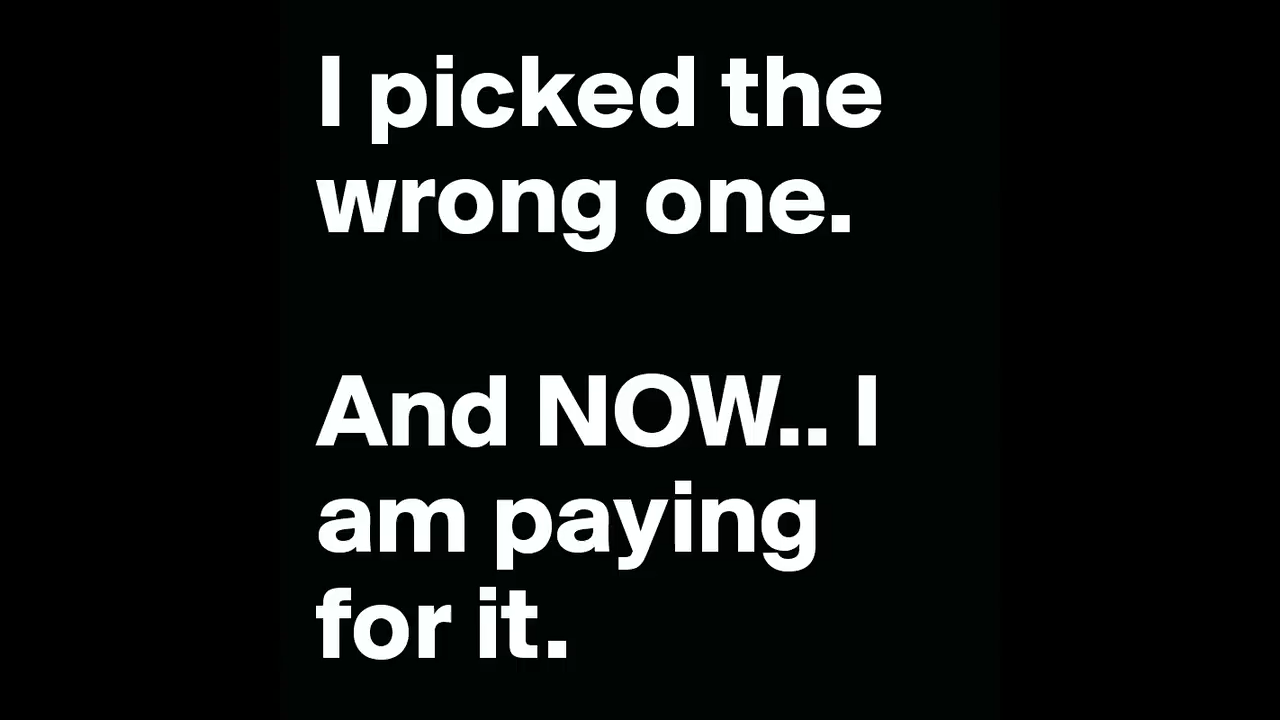 I picked the
wrong one.
And NOW.. I
am paying
for it.